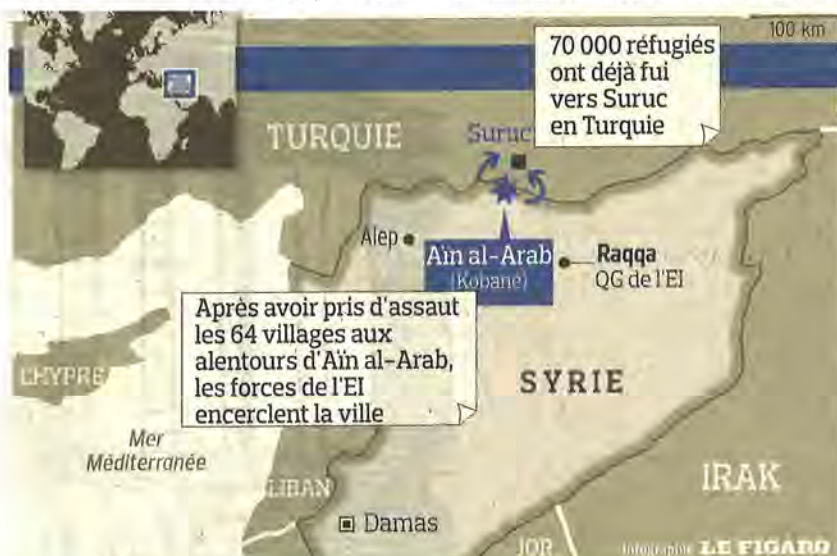 100 km
70 000 réfugiés
ont déjà fui
vers Suruc
en Turquie
TURQUIE
Suruc
Alep
Aïn al-Arab
(Kobané)
Raqqa
QG de l'EI
Après avoir pris d'assaut
les 64 villages aux
alentours d'Aïn al-Arab,
les forces de l'EI
encerclent la ville
CHYPRE
SYRIE
Mer
Méditerranée
LIBAN
IRAK
Damas
JOR
Infographie LE FIGARO